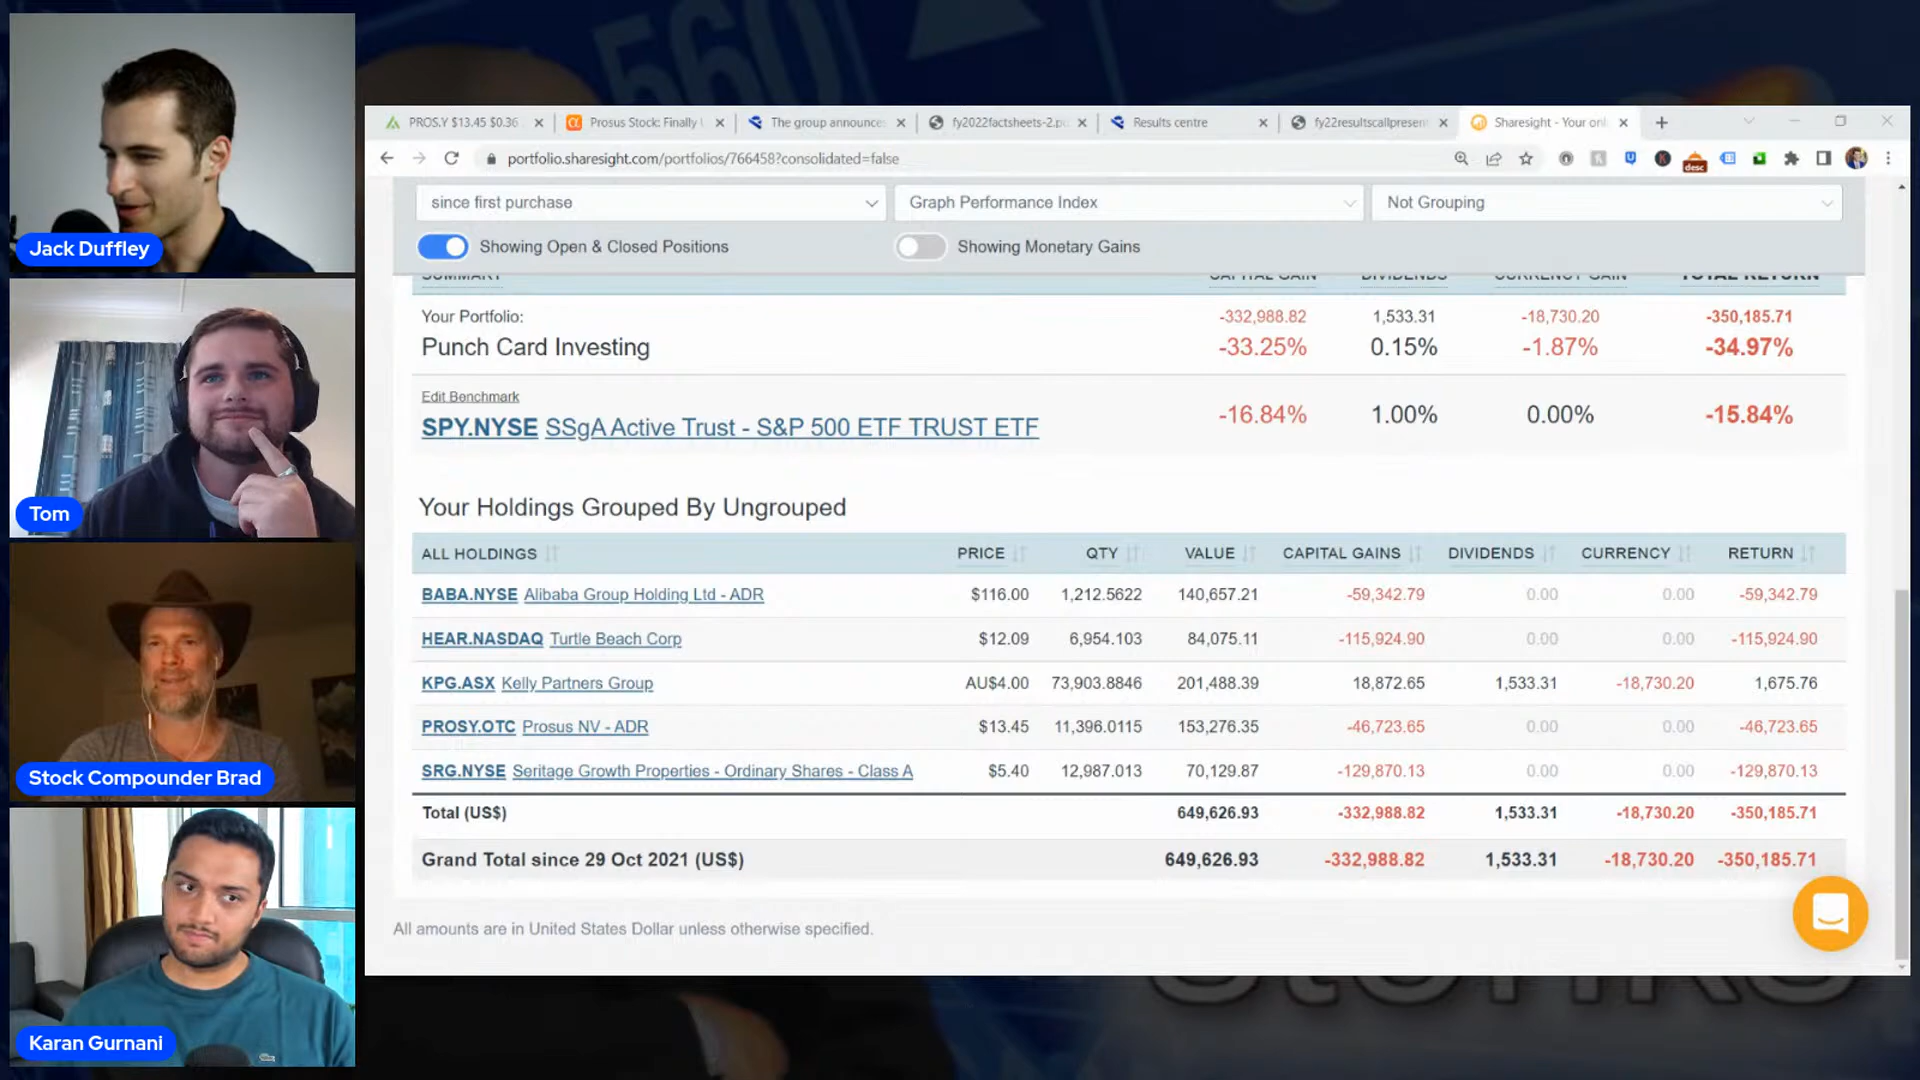 560
Jack Duffley
Tom
Stock Compounder Brad
Karan Gurnani
PROS.Y $13.45 $0.36
Prosus Stock: Finally
The group announces
fy2022factsheets-2.p
Results centre
fy22resultscallpresen
Sharesight - Your onl
portfolio.sharesight.com/portfolios/766458?consolidated=false
desc
since first purchase
Graph Performance Index
Not Grouping
Showing Open & Closed Positions
Showing Monetary Gains
SUMMARY CAPITAL GAIN DIVIDENDS CURRENCY GAIN TOTAL RETURN
Your Portfolio: -332,988.82 1,533.31 -18,730.20 -350,185.71
Punch Card Investing -33.25% 0.15% -1.87% -34.97%
Edit Benchmark
SPY.NYSE SSgA Active Trust - S&P 500 ETF TRUST ETF -16.84% 1.00% 0.00% -15.84%
Your Holdings Grouped By Ungrouped
ALL HOLDINGS PRICE QTY VALUE CAPITAL GAINS DIVIDENDS CURRENCY RETURN
BABA.NYSE Alibaba Group Holding Ltd - ADR $116.00 1,212.5622 140,657.21 -59,342.79 0.00 0.00 -59,342.79
HEAR.NASDAQ Turtle Beach Corp $12.09 6,954.103 84,075.11 -115,924.90 0.00 0.00 -115,924.90
KPG.ASX Kelly Partners Group AU$4.00 73,903.8846 201,488.39 18,872.65 1,533.31 -18,730.20 1,675.76
PROSY.OTC Prosus NV - ADR $13.45 11,396.0115 153,276.35 -46,723.65 0.00 0.00 -46,723.65
SRG.NYSE Seritage Growth Properties - Ordinary Shares - Class A $5.40 12,987.013 70,129.87 -129,870.13 0.00 0.00 -129,870.13
Total (US$) 649,626.93 -332,988.82 1,533.31 -18,730.20 -350,185.71
Grand Total since 29 Oct 2021 (US$) 649,626.93 -332,988.82 1,533.31 -18,730.20 -350,185.71
All amounts are in United States Dollar unless otherwise specified.